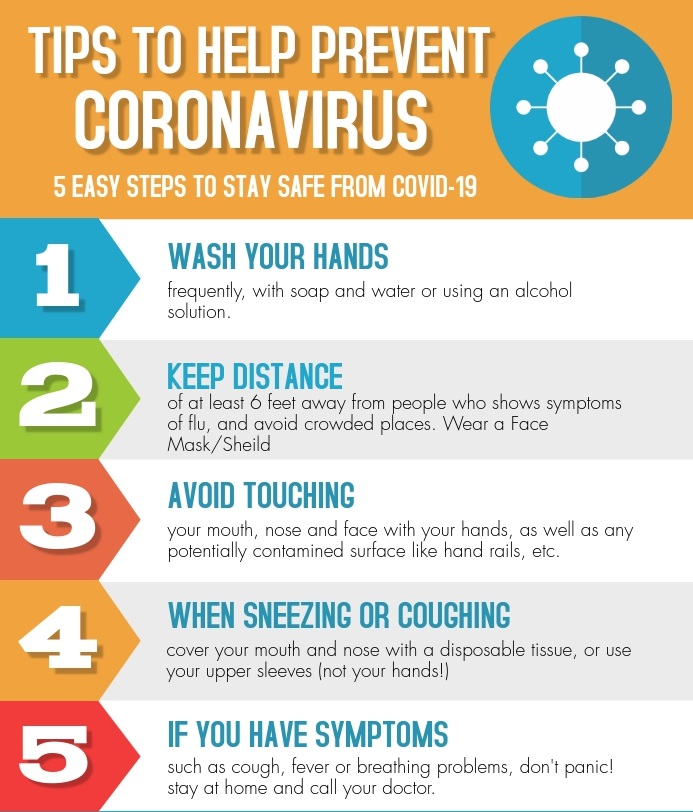 TIPS TO HELP PREVENT
CORONAVIRUS
5 EASY STEPS TO STAY SAFE FROM COVID-19
1
WASH YOUR HANDS
frequently, with soap and water or using an alcohol
solution.
2
KEEP DISTANCE
of at least 6 feet away from people who shows symptoms
of flu, and avoid crowded places. Wear a Face
Mask/Sheild
3
AVOID TOUCHING
your mouth, nose and face with your hands, as well as any
potentially contamined surface like hand rails, etc.
4
WHEN SNEEZING OR COUGHING
cover your mouth and nose with a disposable tissue, or use
your upper sleeves (not your hands!)
5
IF YOU HAVE SYMPTOMS
such as cough, fever or breathing problems, don't panic!
stay at home and call your doctor.